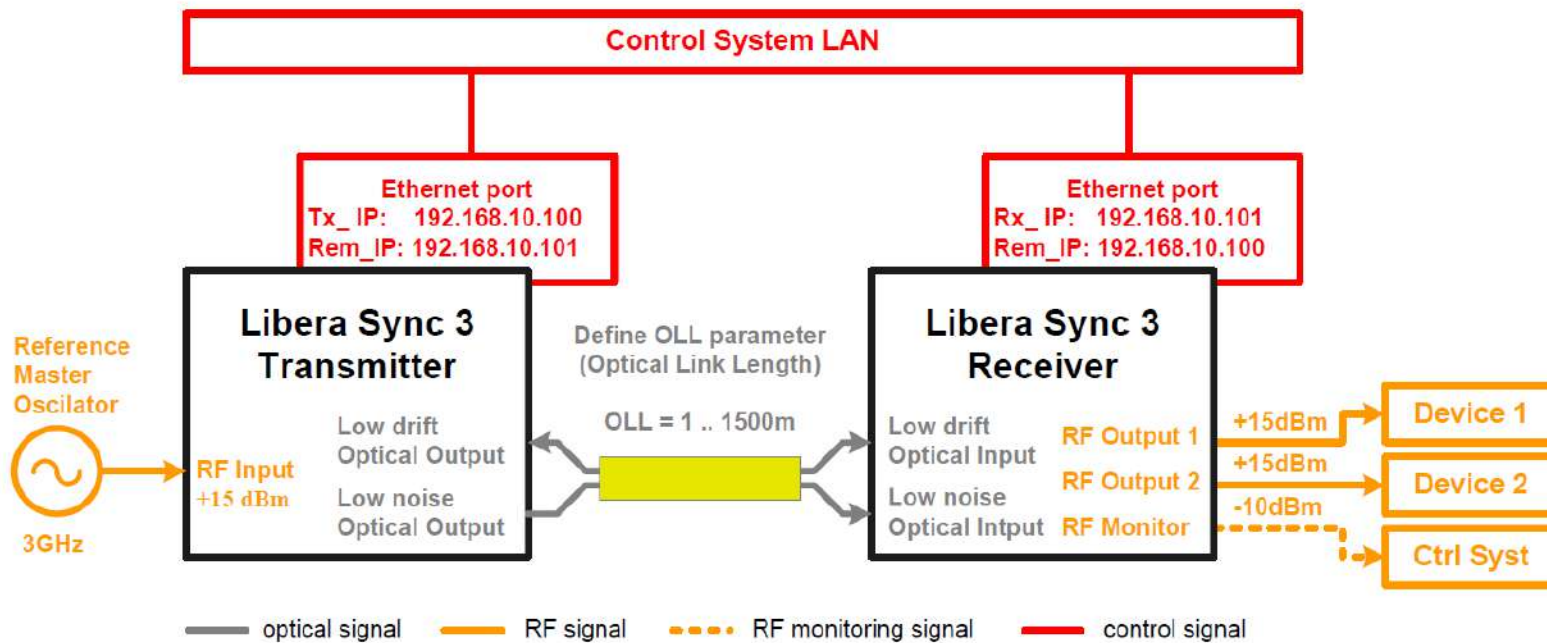 Control System LAN
Ethernet port
Tx_ IP: 192.168.10.100
Rem_IP: 192.168.10.101
Ethernet port
Rx_ IP: 192.168.10.101
Rem_IP: 192.168.10.100
Reference
Master
Oscilator
3GHz
Libera Sync 3
Transmitter
RF Input
+15 dBm
Low drift
Optical Output
Low noise
Optical Output
Define OLL parameter
(Optical Link Length)
OLL = 1 .. 1500m
Libera Sync 3
Receiver
Low drift
Optical Input
Low noise
Optical Intput
RF Output 1
RF Output 2
RF Monitor
+15dBm
+15dBm
-10dBm
Device 1
Device 2
Ctrl Syst
optical signal
RF signal
RF monitoring signal
control signal